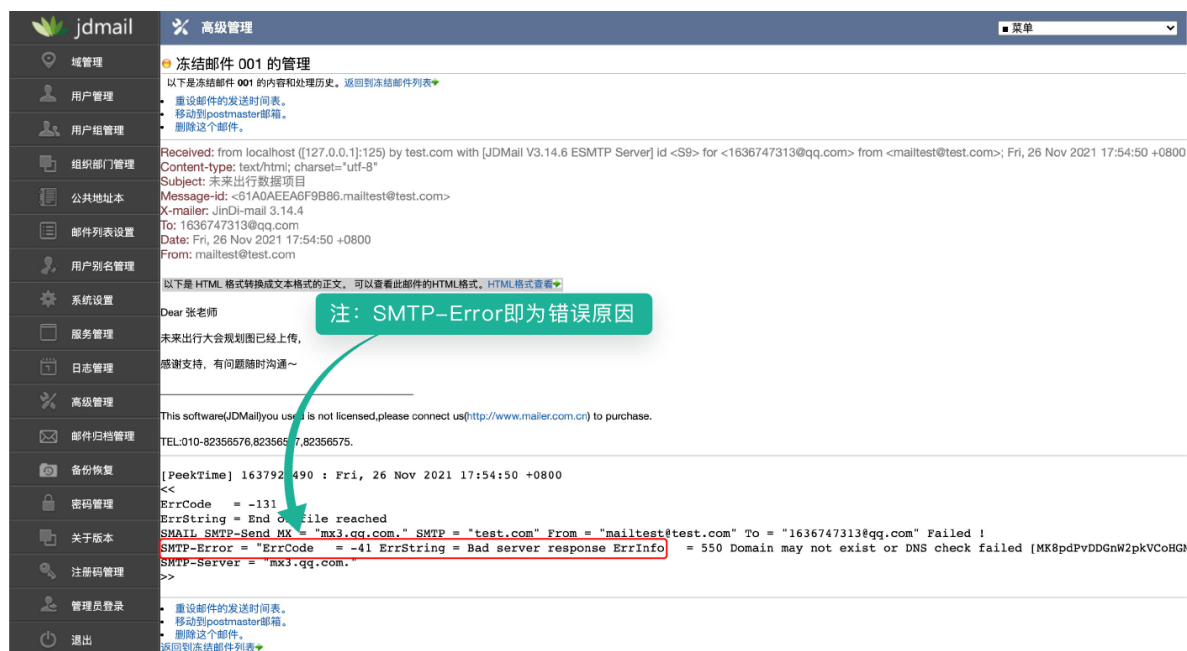 jdmail
高级管理
■ 菜单
域管理
用户管理
用户组管理
组织部门管理
公共地址本
邮件列表设置
用户别名管理
系统设置
服务管理
日志管理
高级管理
邮件归档管理
备份恢复
密码管理
关于版本
注册码管理
管理员登录
退出
冻结邮件 001 的管理
以下是冻结邮件 001 的内容和处理历史。返回到冻结邮件列表
• 重设邮件的发送时间表。
• 移动到postmaster邮箱。
• 删除这个邮件。
Received: from localhost ([127.0.0.1]:125) by test.com with [JDMail V3.14.6 ESMTP Server] id <S9> for <1636747313@qq.com> from <mailtest@test.com>; Fri, 26 Nov 2021 17:54:50 +0800
Content-type: text/html; charset="utf-8"
Subject: 未来出行数据项目
Message-id: <61A0AEEA6F9B86.mailtest@test.com>
X-mailer: JinDi-mail 3.14.4
To: 1636747313@qq.com
Date: Fri, 26 Nov 2021 17:54:50 +0800
From: mailtest@test.com
以下是 HTML 格式转换成文本格式的正文。 可以查看此邮件的HTML格式。HTML格式查看
注：SMTP-Error即为错误原因
Dear 张老师
未来出行大会规划图已经上传，
感谢支持，有问题随时沟通～
This software(JDMail)you used is not licensed,please connect us(http://www.mailer.com.cn) to purchase.
TEL:010-82356576,82356577,82356575.
[PeekTime] 1637920490 : Fri, 26 Nov 2021 17:54:50 +0800
<<
ErrCode = -131
ErrString = End of file reached
SMAIL SMTP-Send MX = "mx3.qq.com." SMTP = "test.com" From = "mailtest@test.com" To = "1636747313@qq.com" Failed !
SMTP-Error = "ErrCode = -41 ErrString = Bad server response ErrInfo = 550 Domain may not exist or DNS check failed [MK8pdPvDDGnW2pkVCoHGM
SMTP-Server = "mx3.qq.com."
>>
• 重设邮件的发送时间表。
• 移动到postmaster邮箱。
• 删除这个邮件。
返回到冻结邮件列表